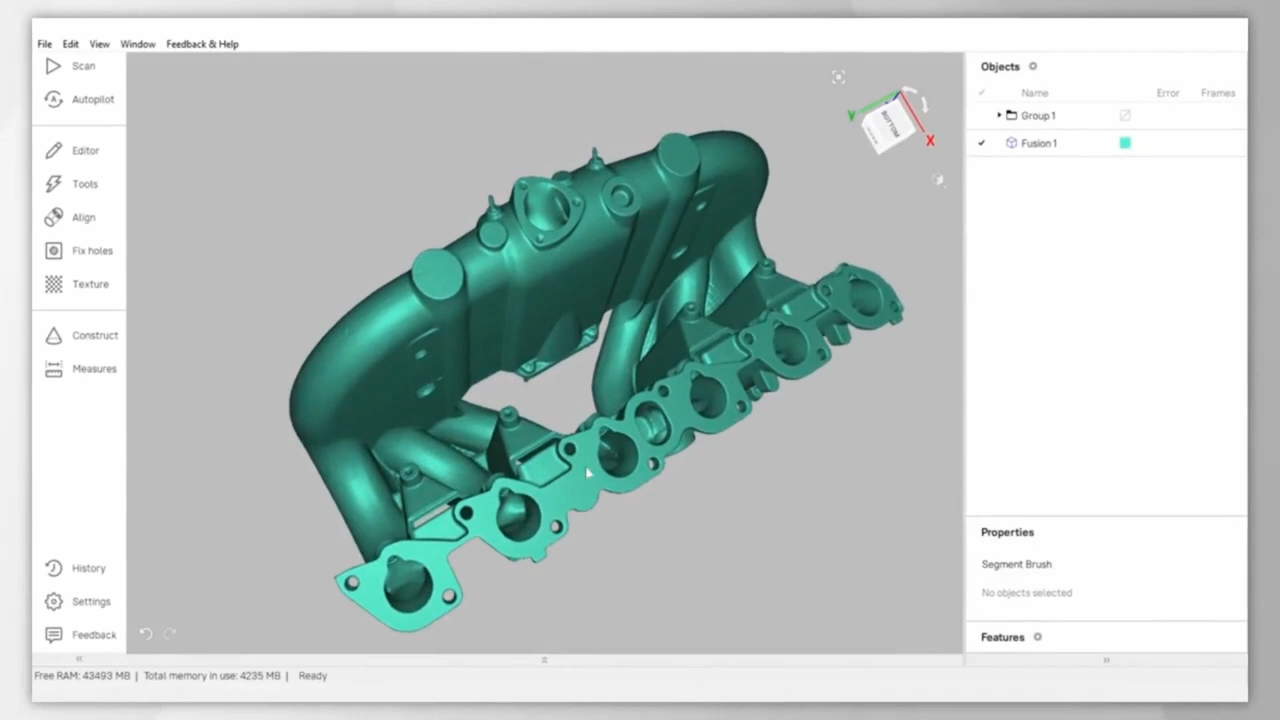 File Edit View Window Feedback & Help
Scan
Autopilot
Editor
Tools
Align
Fix holes
Texture
Construct
Measures
History
Settings
Feedback
Y
BOTTOM
X
Objects
Name Error Frames
Group 1
Fusion 1
Properties
Segment Brush
No objects selected
Features
Free RAM: 43493 MB | Total memory in use: 4235 MB | Ready